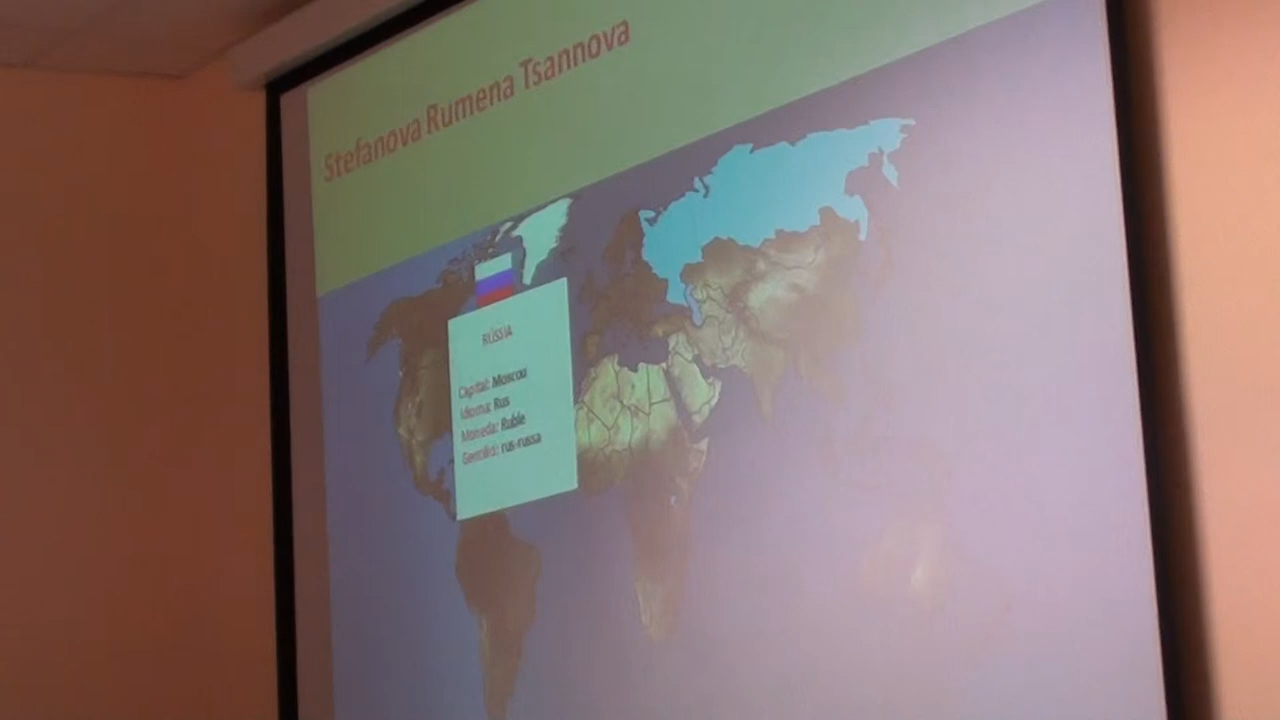 Stefanova Rumena Tsannova
RÚSSIA
Capital: Moscou
Idioma: Rus
Moneda: Ruble
Gentilici: rus-russa